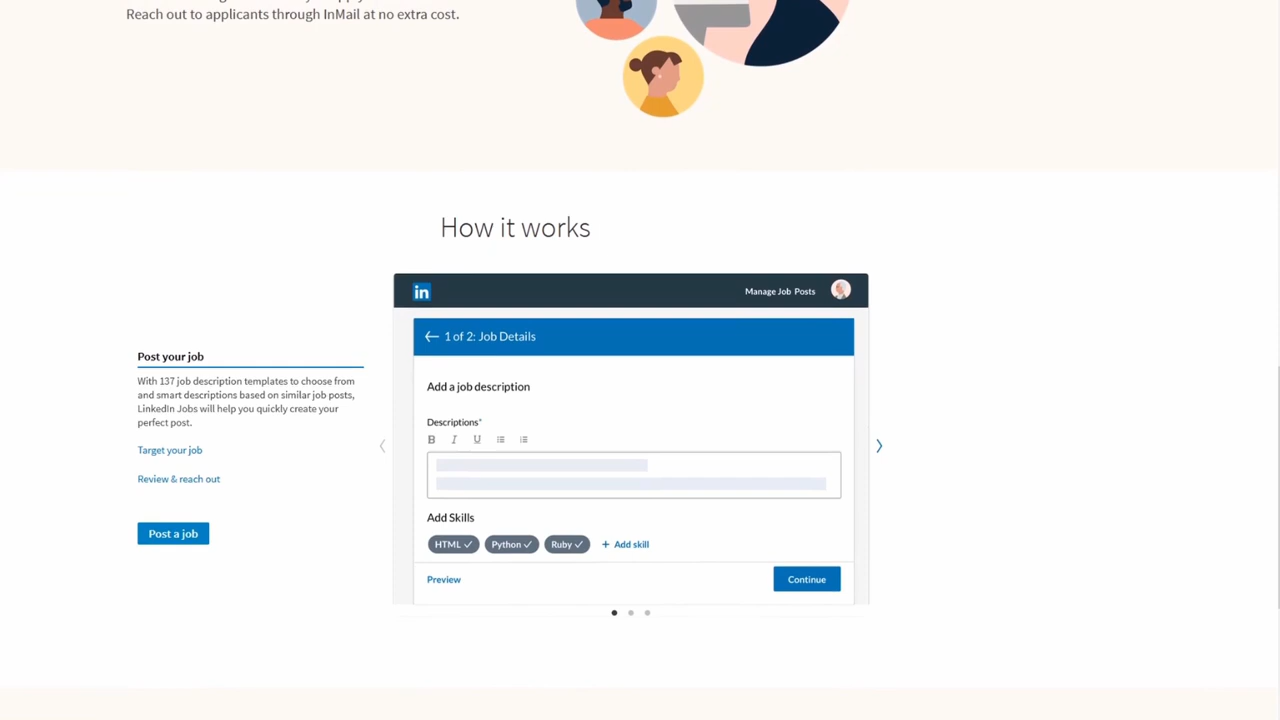 Reach out to applicants through InMail at no extra cost.
How it works
in
Manage Job Posts
1 of 2: Job Details
Post your job
With 137 job description templates to choose from
and smart descriptions based on similar job posts,
LinkedIn Jobs will help you quickly create your
perfect post.
Target your job
Review & reach out
Post a job
Add a job description
Descriptions*
B I U
Add Skills
HTML ✓ Python ✓ Ruby ✓ + Add skill
Preview
Continue